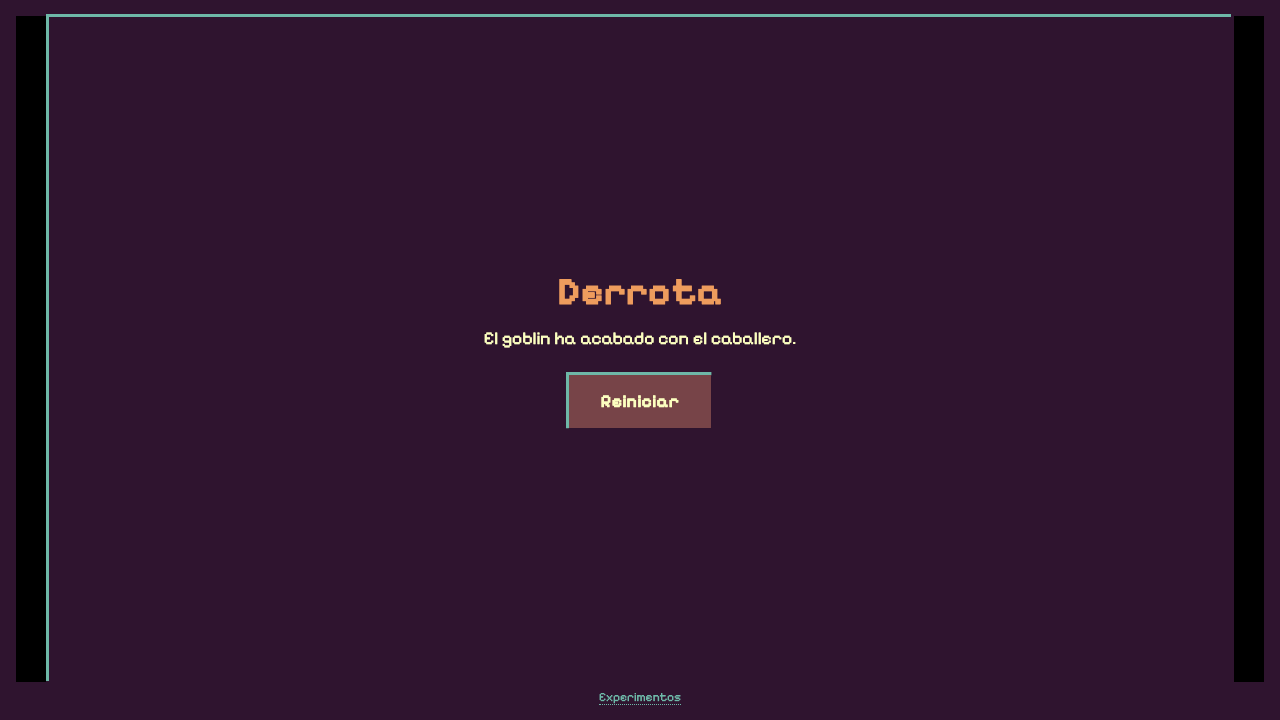 Derrota
El goblin ha acabado con el caballero.
Reiniciar
Experimentos